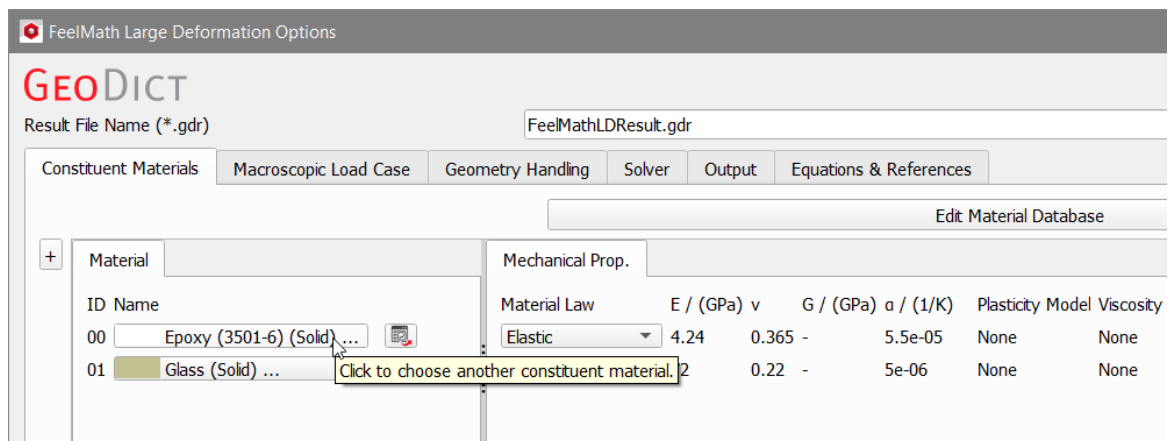 FeelMath Large Deformation Options
GEODICT
Result File Name (*.gdr) FeelMathLDResult.gdr
Constituent Materials Macroscopic Load Case Geometry Handling Solver Output Equations & References
Edit Material Database
+ Material Mechanical Prop.
ID Name Material Law E / (GPa) ν G / (GPa) α / (1/K) Plasticity Model Viscosity
00 Epoxy (3501-6) (Solid) ... Elastic 4.24 0.365 - 5.5e-05 None None
01 Glass (Solid) ... Click to choose another constituent material. 2 0.22 - 5e-06 None None